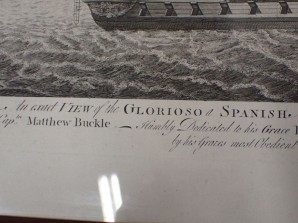 An exact VIEW of the GLORIOSO a SPANISH.
Capt.n Matthew Buckle. — Humbly Dedicated to his Grace
by his Graces most Obedient